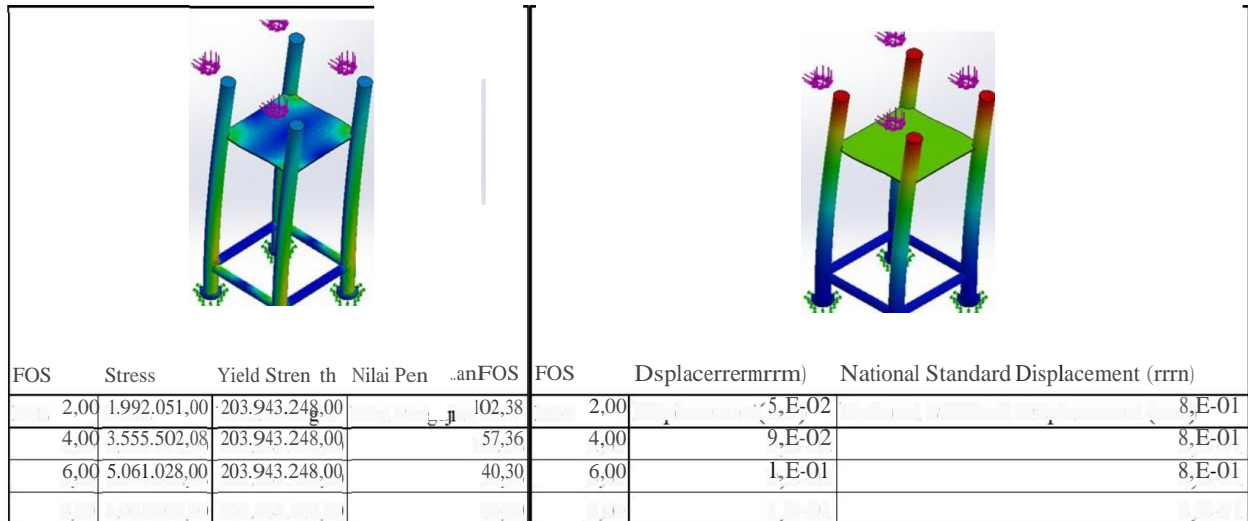 FOS Stress Yield Stren th Nilai Pen ..anFOS
2,00 1.992.051,00 203.943.248,00 102,38
4,00 3.555.502,08 203.943.248,00 57,36
6,00 5.061.028,00 203.943.248,00 40,30
FOS Dsplacerrermrrm) National Standard Displacement (rrrn)
2,00 5,E-02 8,E-01
4,00 9,E-02 8,E-01
6,00 1,E-01 8,E-01